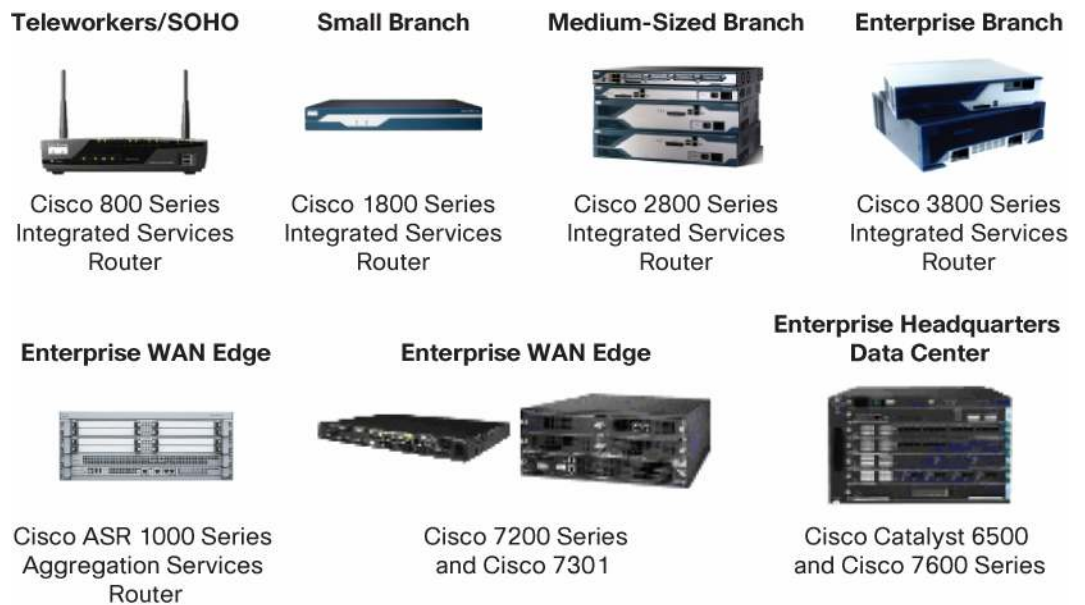 Teleworkers/SOHO
Small Branch
Medium-Sized Branch
Enterprise Branch
Cisco 800 Series
Integrated Services
Router
Cisco 1800 Series
Integrated Services
Router
Cisco 2800 Series
Integrated Services
Router
Cisco 3800 Series
Integrated Services
Router
Enterprise WAN Edge
Enterprise WAN Edge
Enterprise Headquarters
Data Center
Cisco ASR 1000 Series
Aggregation Services
Router
Cisco 7200 Series
and Cisco 7301
Cisco Catalyst 6500
and Cisco 7600 Series